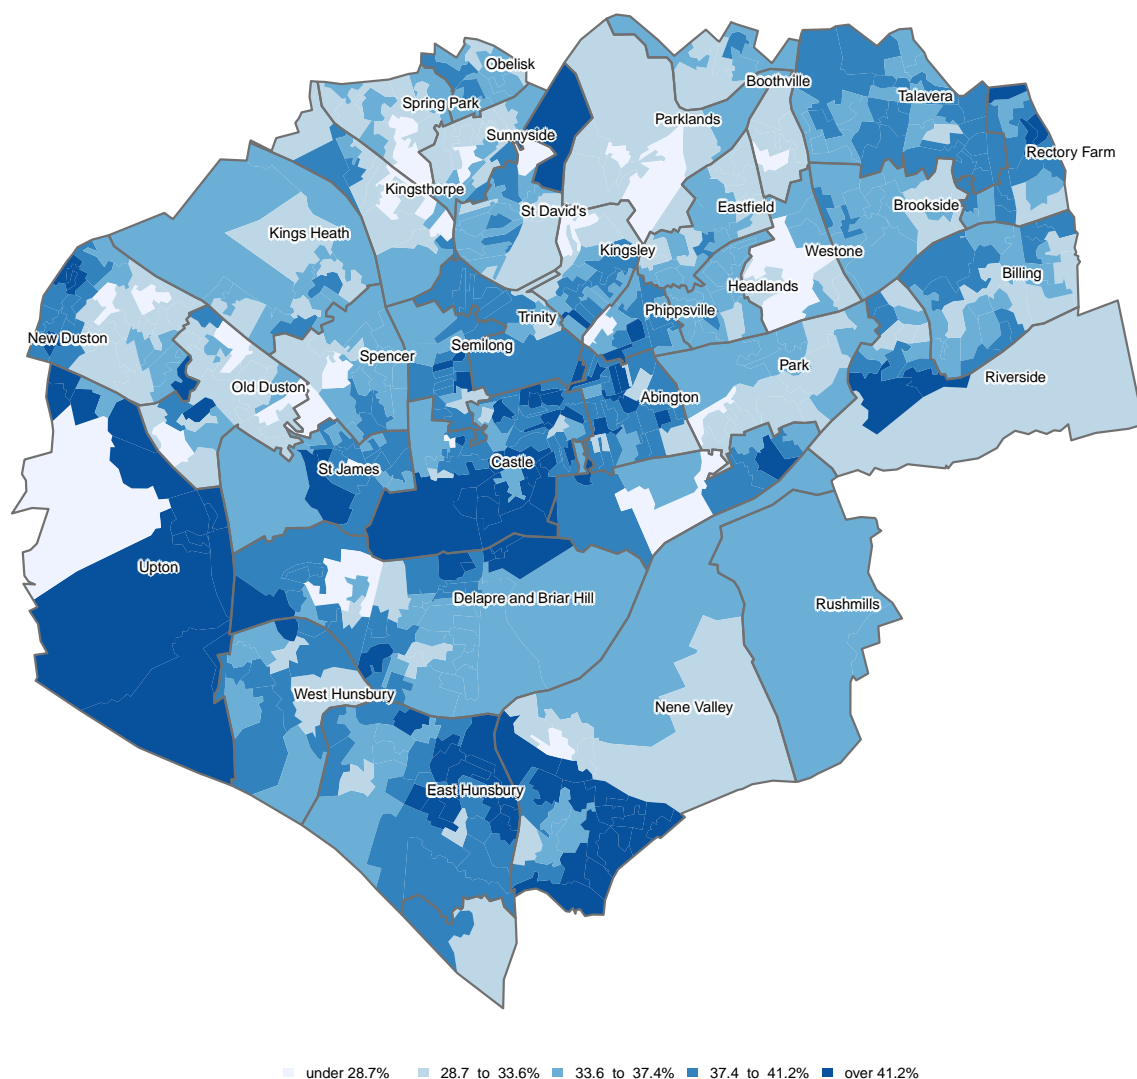 Obelisk
Boothville
Spring Park
Talavera
Parklands
Sunnyside
Rectory Farm
Kingsthorpe
Brookside
St David's
Eastfield
Kings Heath
Kingsley
Westone
Billing
Headlands
Phippsville
Trinity
New Duston
Semilong
Spencer
Park
Riverside
Old Duston
Abington
Castle
St James
Upton
Delapre and Briar Hill
Rushmills
West Hunsbury
Nene Valley
East Hunsbury
under 28.7% 28.7 to 33.6% 33.6 to 37.4% 37.4 to 41.2% over 41.2%